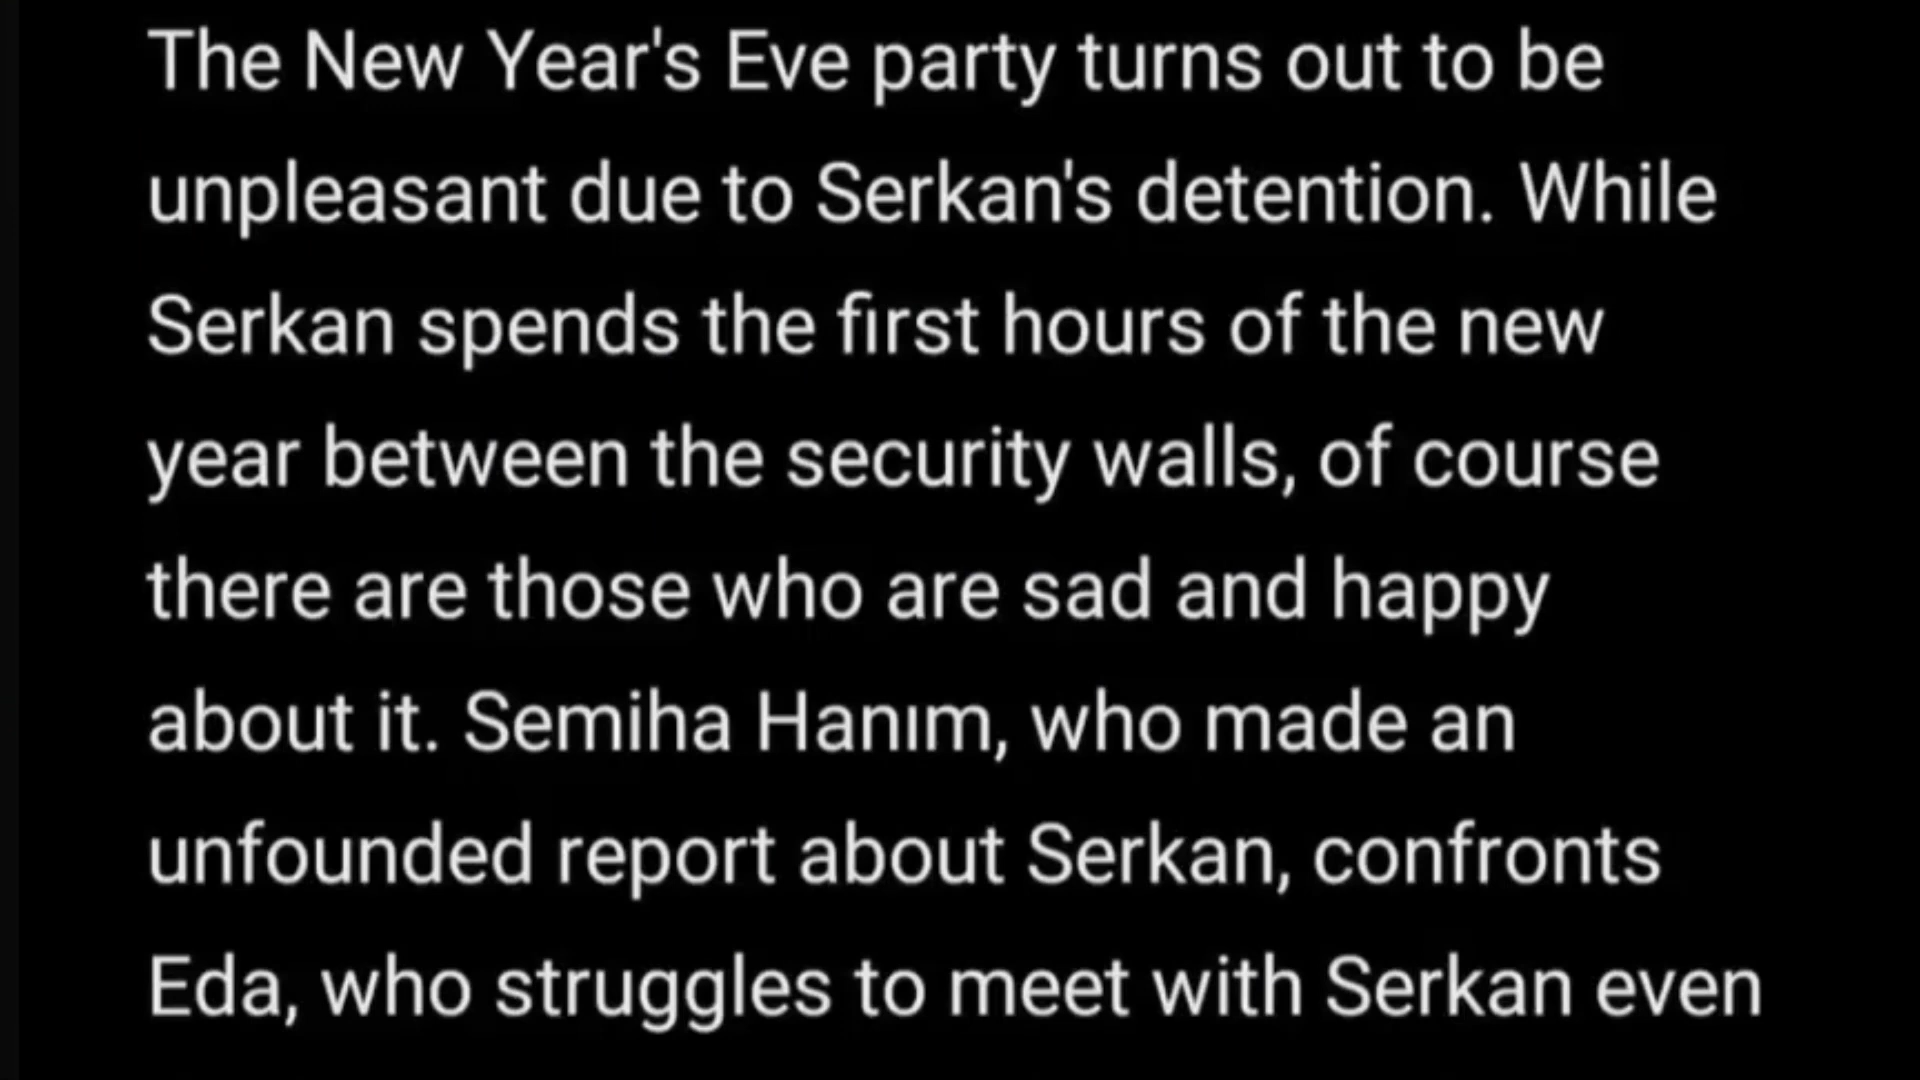 The New Year's Eve party turns out to be
unpleasant due to Serkan's detention. While
Serkan spends the first hours of the new
year between the security walls, of course
there are those who are sad and happy
about it. Semiha Hanım, who made an
unfounded report about Serkan, confronts
Eda, who struggles to meet with Serkan even